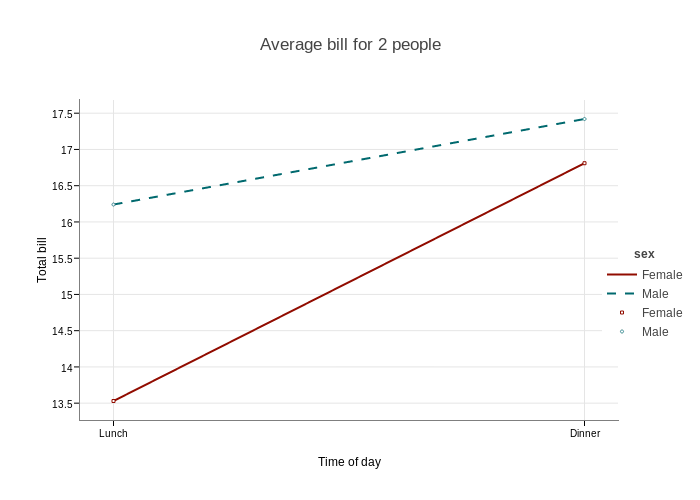 Average bill for 2 people
17.5
17
16.5
16
15.5
15
14.5
14
13.5
Total bill
Lunch
Dinner
Time of day
sex
Female
Male
Female
Male